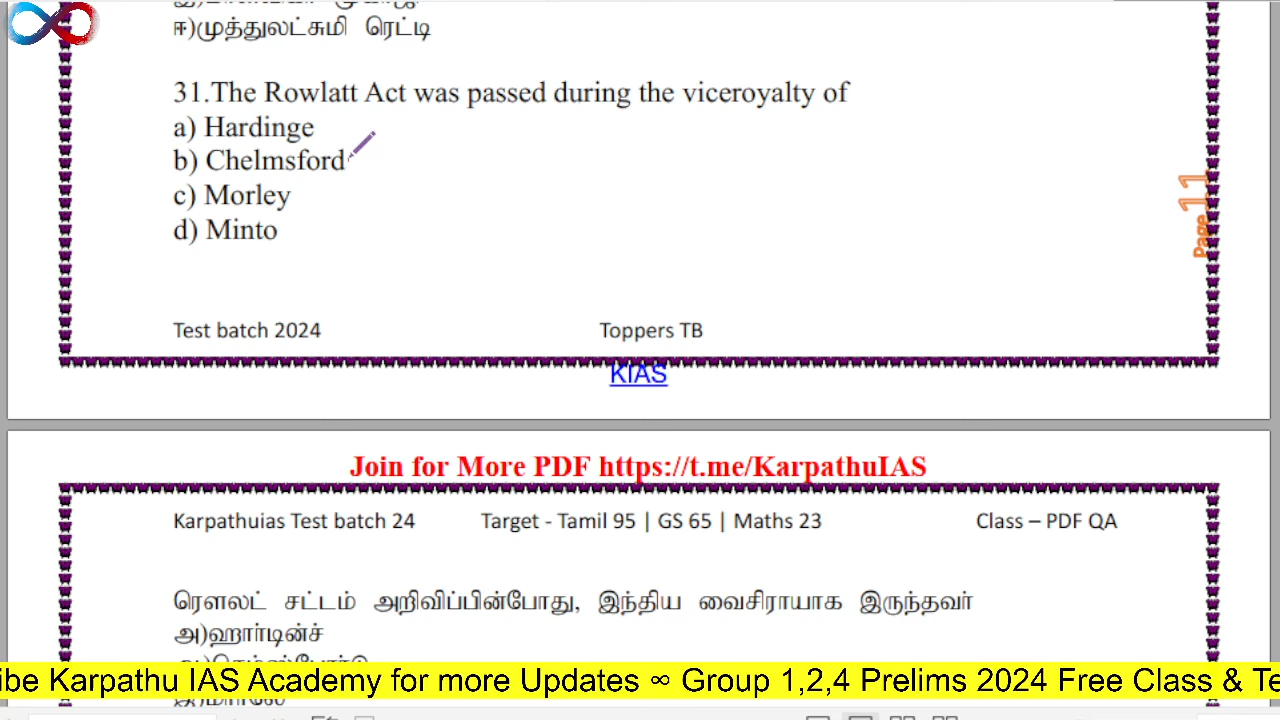 ஈ)முத்துலட்சுமி ரெட்டி
31.The Rowlatt Act was passed during the viceroyalty of
a) Hardinge
b) Chelmsford
c) Morley
d) Minto
Page 11
Test batch 2024 Toppers TB
KIAS
Join for More PDF https://t.me/KarpathuIAS
Karpathuias Test batch 24 Target - Tamil 95 | GS 65 | Maths 23 Class – PDF QA
ரௌலட் சட்டம் அறிவிப்பின்போது, இந்திய வைசிராயாக இருந்தவர்
அ)ஹார்டின்ச்
ibe Karpathu IAS Academy for more Updates ∞ Group 1,2,4 Prelims 2024 Free Class & Te